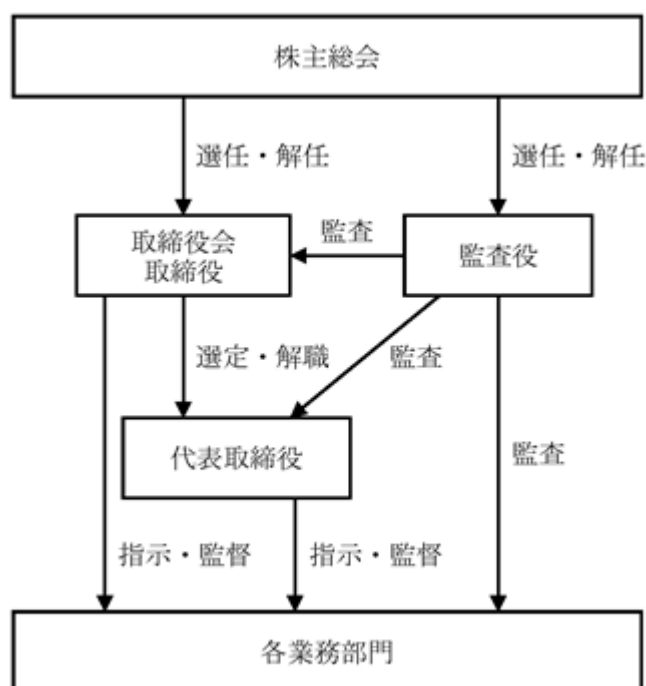 株主総会
選任・解任
選任・解任
取締役会
取締役
監査
監査役
選定・解職
監査
代表取締役
監査
指示・監督
指示・監督
各業務部門